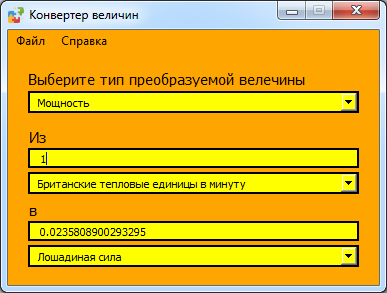 Конвертер величин
Файл Справка
Выберите тип преобразуемой велечины
Мощность
Из
1
Британские тепловые единицы в минуту
в
0.0235808900293295
Лошадиная сила